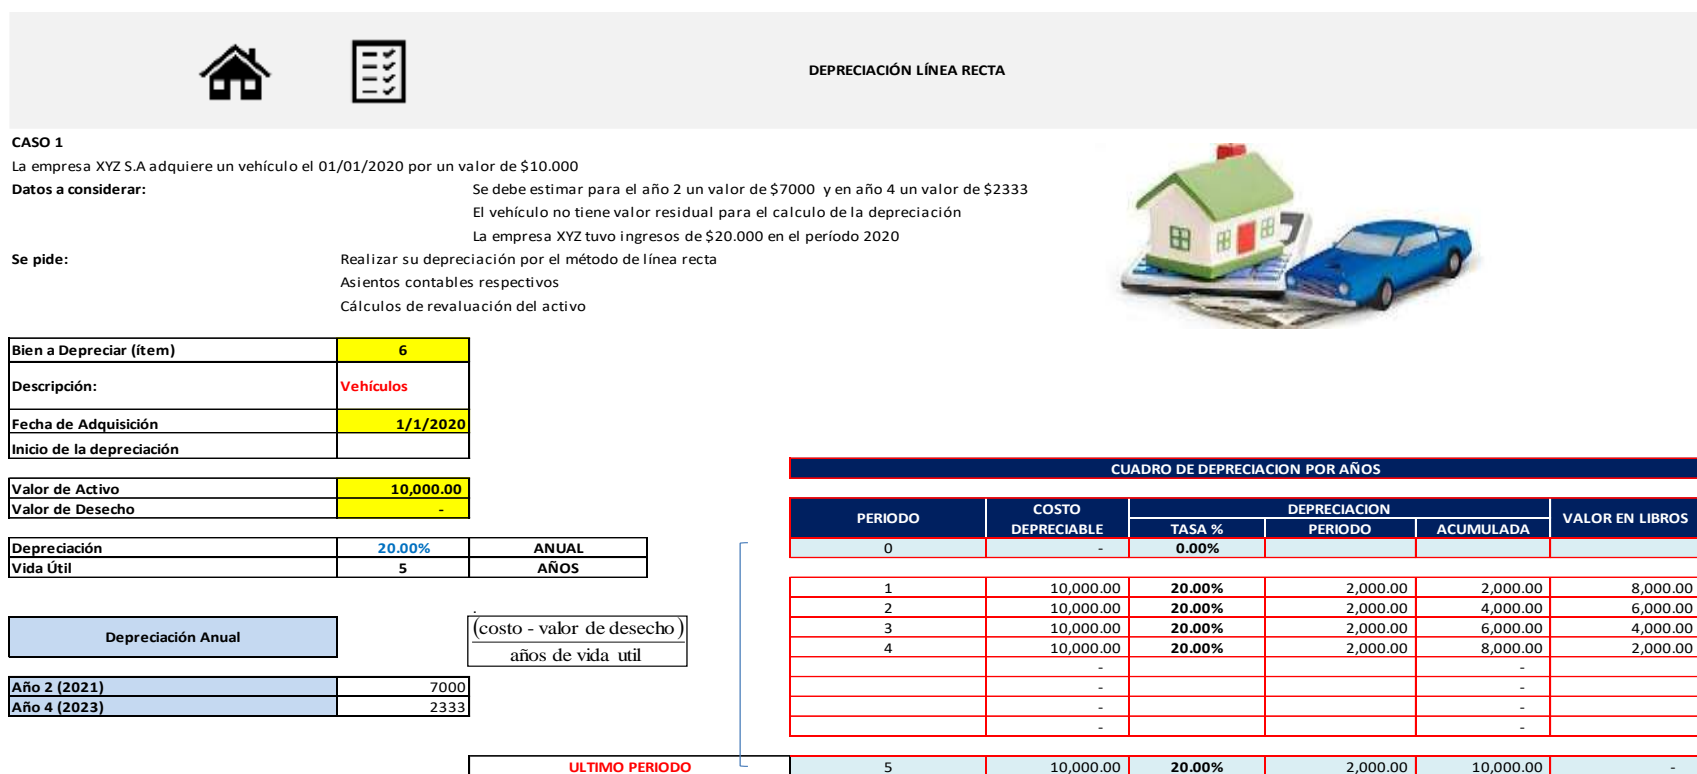 DEPRECIACIÓN LÍNEA RECTA
CASO 1
La empresa XYZ S.A adquiere un vehículo el 01/01/2020 por un valor de $10.000
Datos a considerar: Se debe estimar para el año 2 un valor de $7000 y en año 4 un valor de $2333
El vehículo no tiene valor residual para el calculo de la depreciación
La empresa XYZ tuvo ingresos de $20.000 en el período 2020
Se pide: Realizar su depreciación por el método de línea recta
Asientos contables respectivos
Cálculos de revaluación del activo
Bien a Depreciar (ítem) 6
Descripción: Vehículos
Fecha de Adquisición 1/1/2020
Inicio de la depreciación
Valor de Activo 10,000.00
Valor de Desecho -
Depreciación 20.00% ANUAL
Vida Útil 5 AÑOS
Depreciación Anual
(costo - valor de desecho)
años de vida util
Año 2 (2021) 7000
Año 4 (2023) 2333
CUADRO DE DEPRECIACION POR AÑOS
PERIODO COSTO DEPRECIABLE DEPRECIACION VALOR EN LIBROS
TASA % PERIODO ACUMULADA
0 - 0.00%
1 10,000.00 20.00% 2,000.00 2,000.00 8,000.00
2 10,000.00 20.00% 2,000.00 4,000.00 6,000.00
3 10,000.00 20.00% 2,000.00 6,000.00 4,000.00
4 10,000.00 20.00% 2,000.00 8,000.00 2,000.00
- -
- -
- -
- -
ULTIMO PERIODO 5 10,000.00 20.00% 2,000.00 10,000.00 -